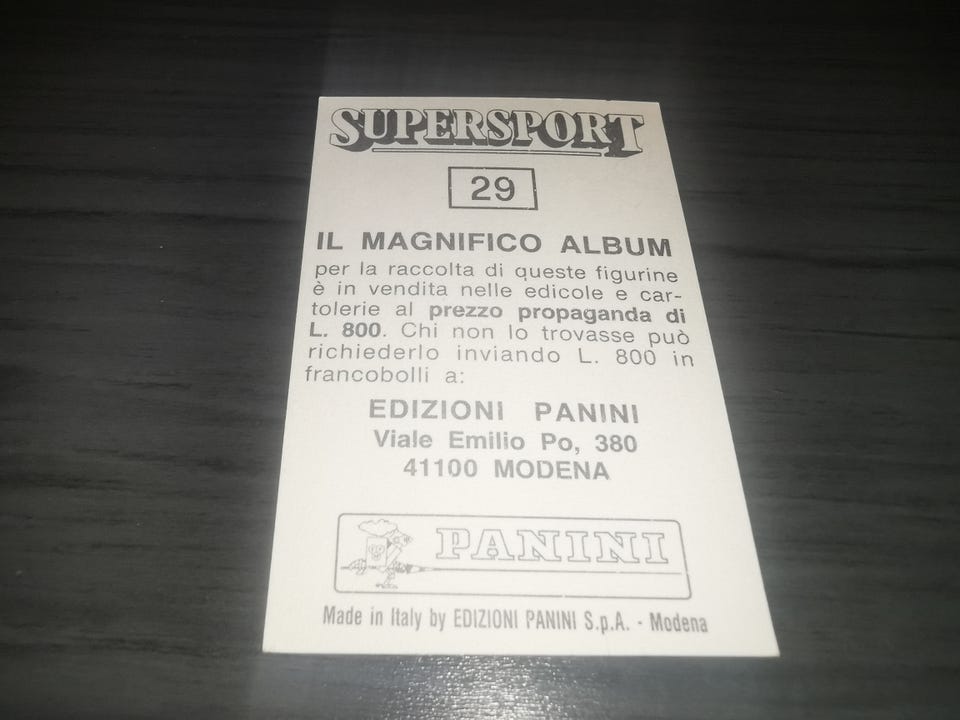 SUPERSPORT
29
IL MAGNIFICO ALBUM
per la raccolta di queste figurine
è in vendita nelle edicole e car-
tolerie al prezzo propaganda di
L. 800. Chi non lo trovasse può
richiederlo inviando L. 800 in
francobolli a:
EDIZIONI PANINI
Viale Emilio Po, 380
41100 MODENA
PANINI
Made in Italy by EDIZIONI PANINI S.p.A. - Modena